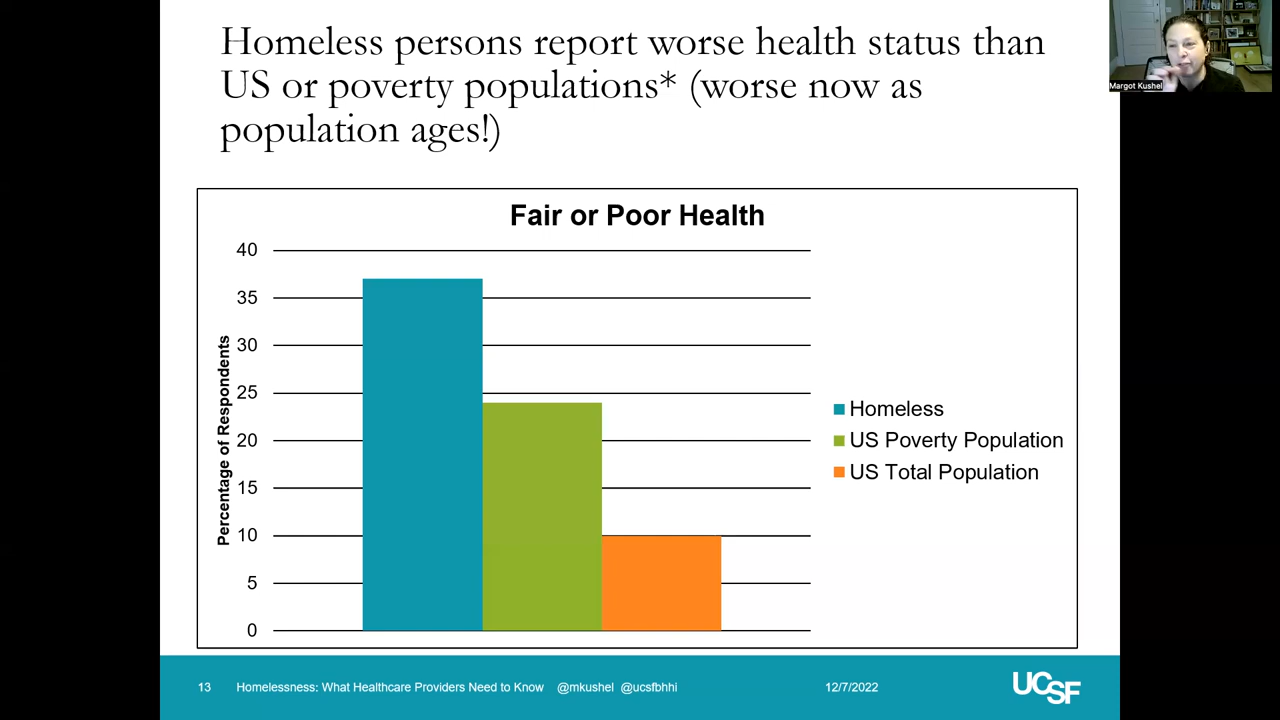 Homeless persons report worse health status than
US or poverty populations* (worse now as
population ages!)
Margot Kushel
Fair or Poor Health
Percentage of Respondents
40
35
30
25
20
15
10
5
0
Homeless
US Poverty Population
US Total Population
13 Homelessness: What Healthcare Providers Need to Know @mkushel @ucsfbhhi 12/7/2022 UCSF